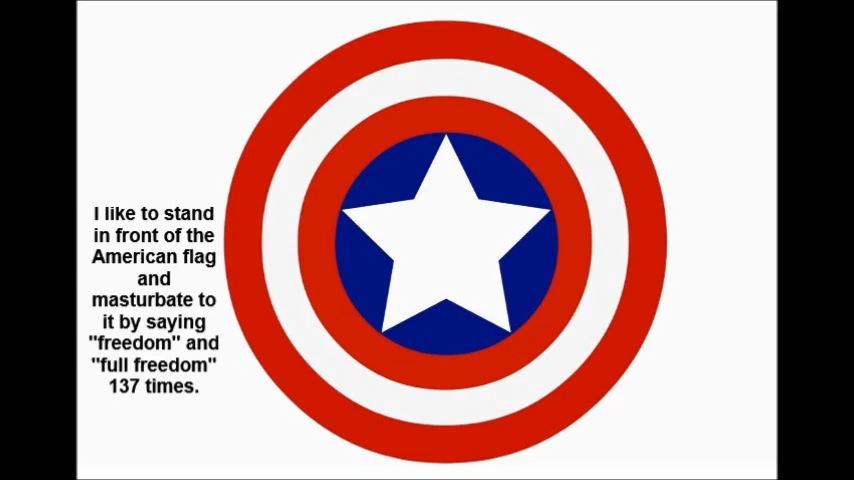 I like to stand
in front of the
American flag
and
masturbate to
it by saying
"freedom" and
"full freedom"
137 times.